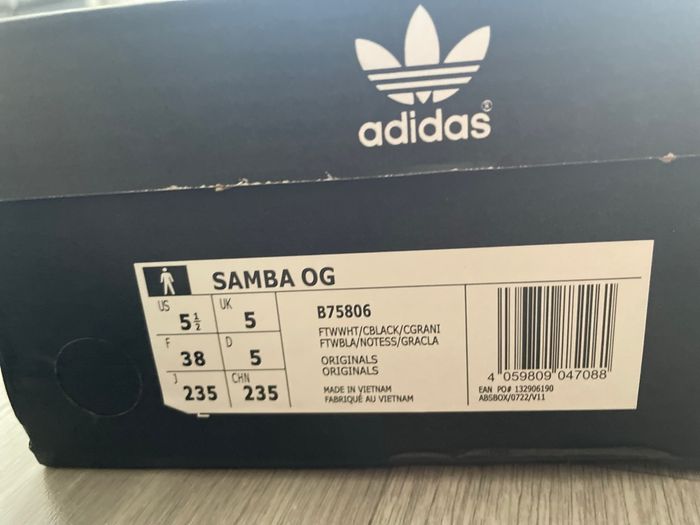 adidas®
SAMBA OG
US 5½ UK 5
F 38 D 5
J 235 CHN 235
B75806
FTWWHT/CBLACK/CGRANI
FTWBLA/NOTESS/GRACLA
ORIGINALS
ORIGINALS
MADE IN VIETNAM
FABRIQUÉ AU VIETNAM
4 059809 047088
EAN PO# 132906190
ABSBOX/0722/V11